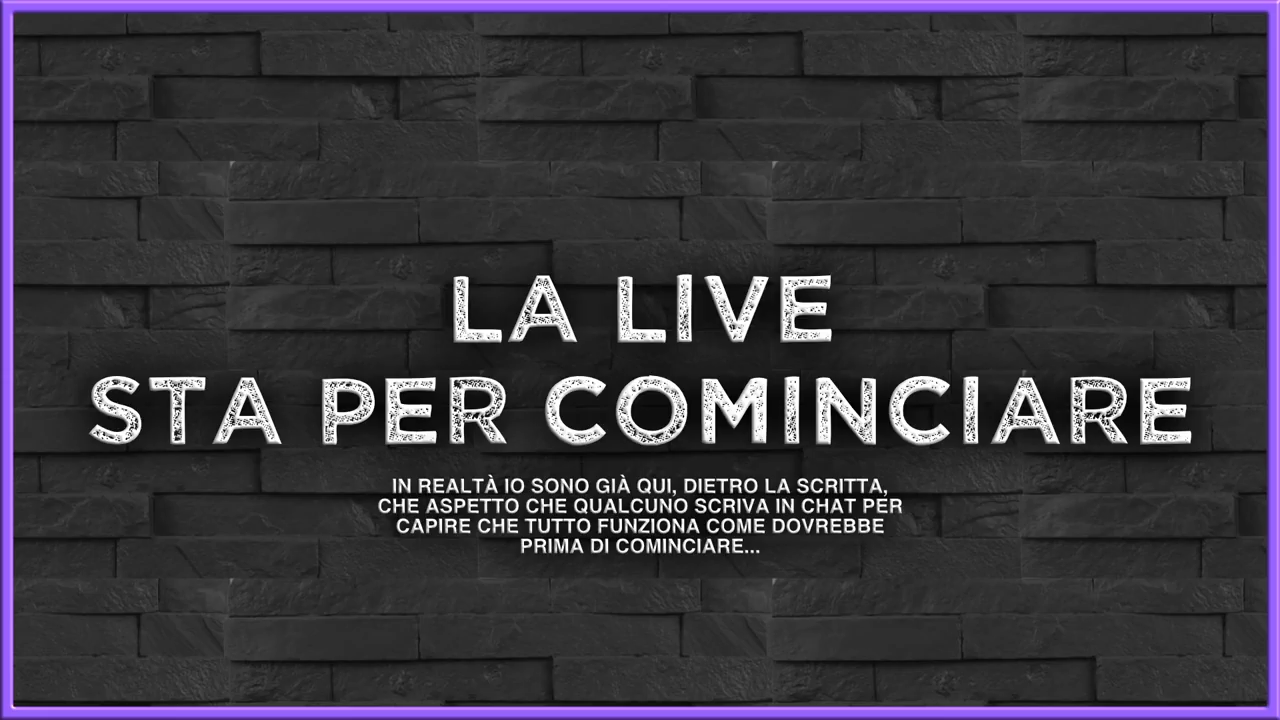 LA LIVE
STA PER COMINCIARE
IN REALTÀ IO SONO GIÀ QUI, DIETRO LA SCRITTA,
CHE ASPETTO CHE QUALCUNO SCRIVA IN CHAT PER
CAPIRE CHE TUTTO FUNZIONA COME DOVREBBE
PRIMA DI COMINCIARE...